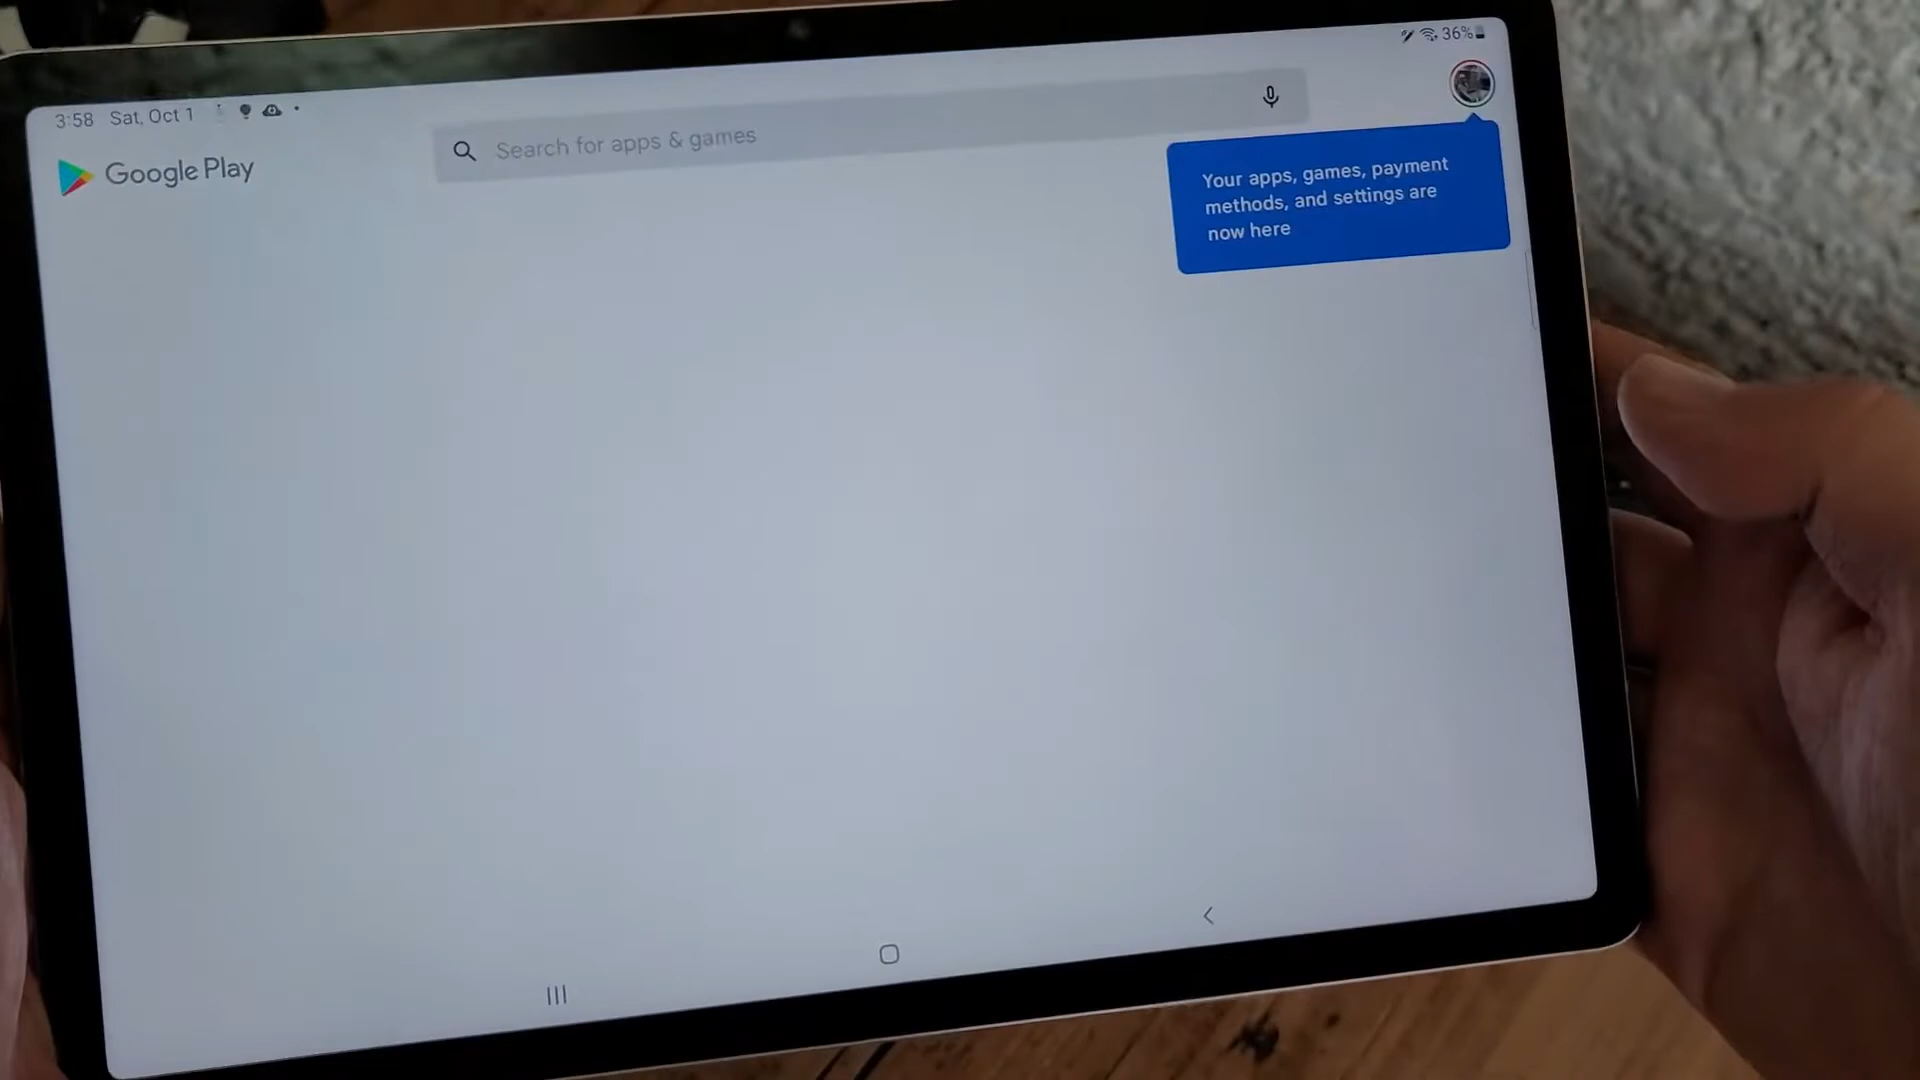 3:58 Sat, Oct 1
36%
Google Play
Search for apps & games
Your apps, games, payment
methods, and settings are
now here